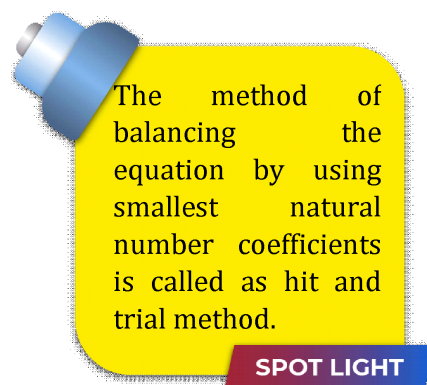 The method of
balancing the
equation by using
smallest natural
number coefficients
is called as hit and
trial method.
SPOT LIGHT